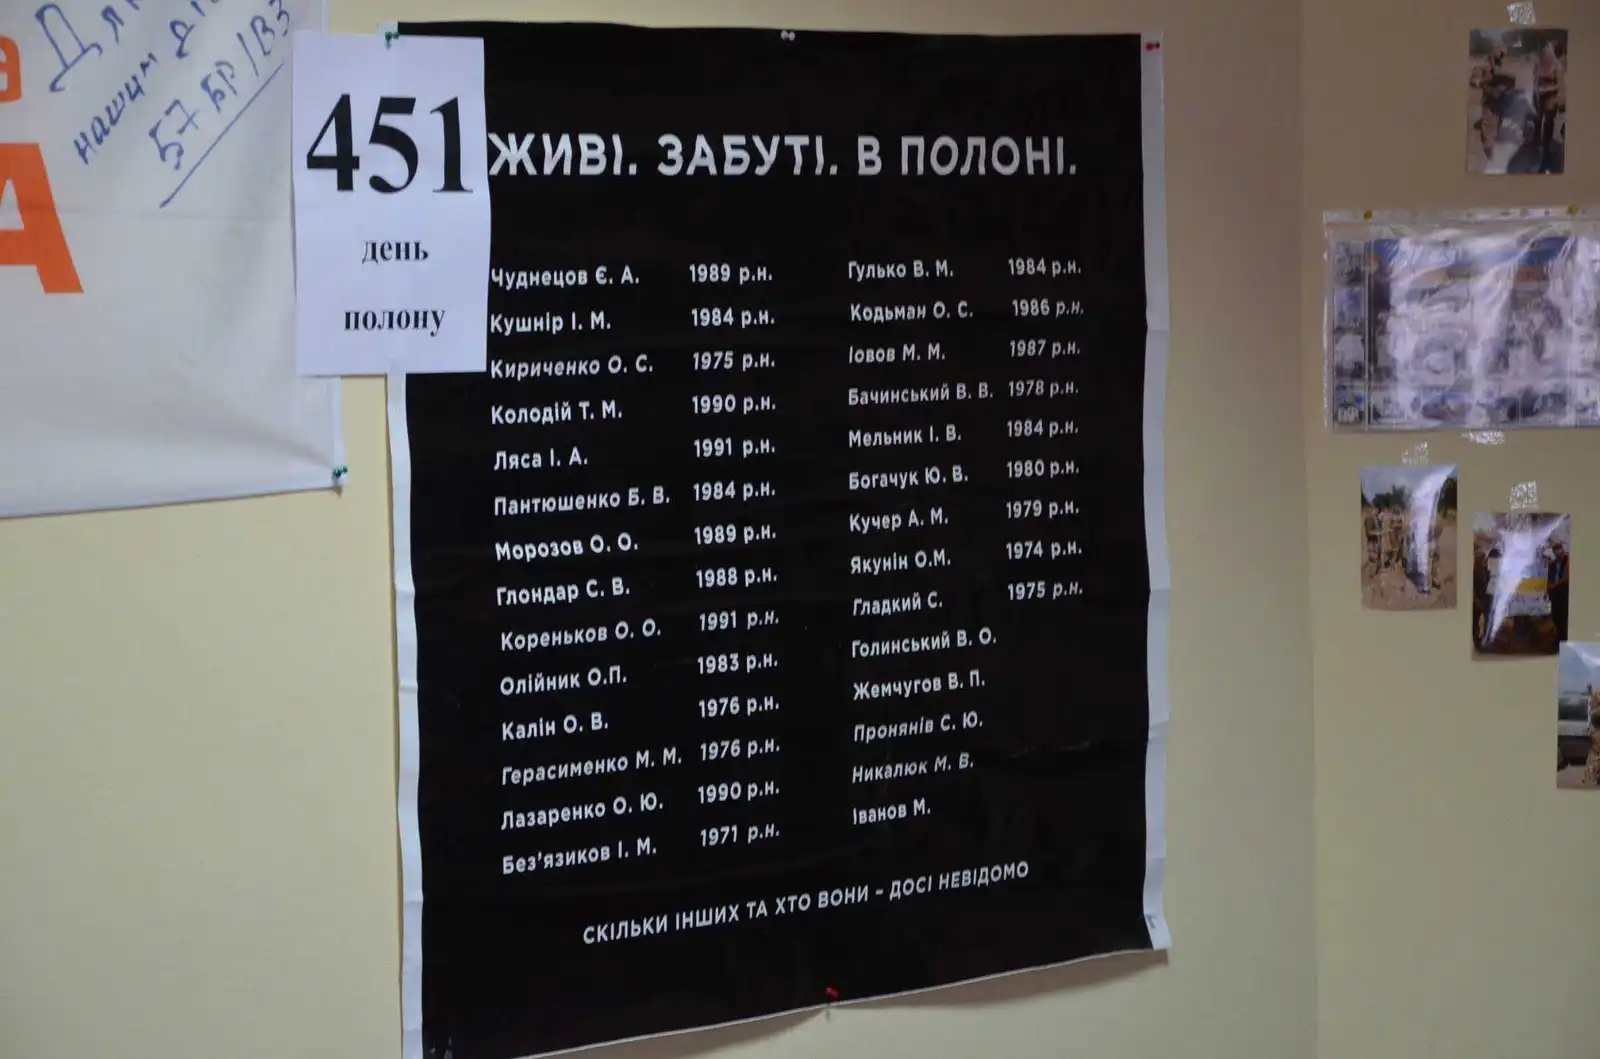 наших
57 БР/ВЗ
А
451
день
полону
ЖИВІ. ЗАБУТІ. В ПОЛОНІ.
Чуднецов Є. А. 1989 р.н.
Кушнір І. М. 1984 р.н.
Кириченко О. С. 1975 р.н.
Колодій Т. М. 1990 р.н.
Ляса І. А. 1991 р.н.
Пантюшенко Б. В. 1984 р.н.
Морозов О. О. 1989 р.н.
Глондар С. В. 1988 р.н.
Кореньков О. О. 1991 р.н.
Олійник О.П. 1983 р.н.
Калін О. В. 1976 р.н.
Герасименко М. М. 1976 р.н.
Лазаренко О. Ю. 1990 р.н.
Без’язиков І. М. 1971 р.н.
Гулько В. М. 1984 р.н.
Кодьман О. С. 1986 р.н.
Іовов М. М. 1987 р.н.
Бачинський В. В. 1978 р.н.
Мельник І. В. 1984 р.н.
Богачук Ю. В. 1980 р.н.
Кучер А. М. 1979 р.н.
Якунін О.М. 1974 р.н.
Гладкий С. 1975 р.н.
Голинський В. О.
Жемчугов В. П.
Пронянів С. Ю.
Никалюк М. В.
Іванов М.
СКІЛЬКИ ІНШИХ ТА ХТО ВОНИ - ДОСІ НЕВІДОМО